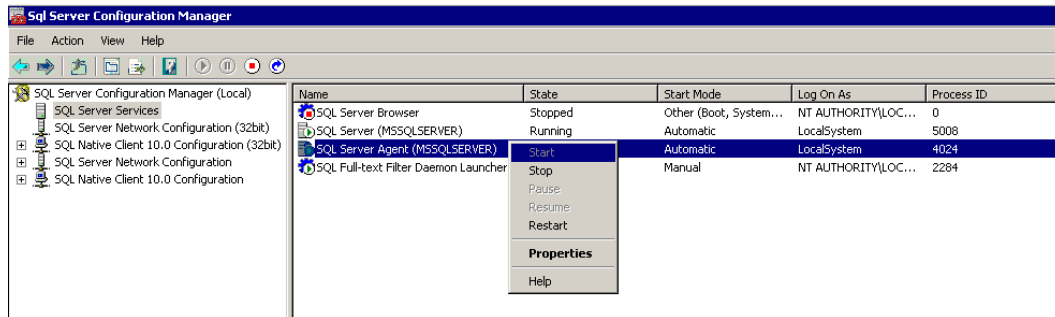 Sql Server Configuration Manager
File Action View Help
SQL Server Configuration Manager (Local)
SQL Server Services
SQL Server Network Configuration (32bit)
SQL Native Client 10.0 Configuration (32bit)
SQL Server Network Configuration
SQL Native Client 10.0 Configuration
Name State Start Mode Log On As Process ID
SQL Server Browser Stopped Other (Boot, System... NT AUTHORITY\LOC... 0
SQL Server (MSSQLSERVER) Running Automatic LocalSystem 5008
SQL Server Agent (MSSQLSERVER) Automatic LocalSystem 4024
SQL Full-text Filter Daemon Launcher Manual NT AUTHORITY\LOC... 2284
Start
Stop
Pause
Resume
Restart
Properties
Help